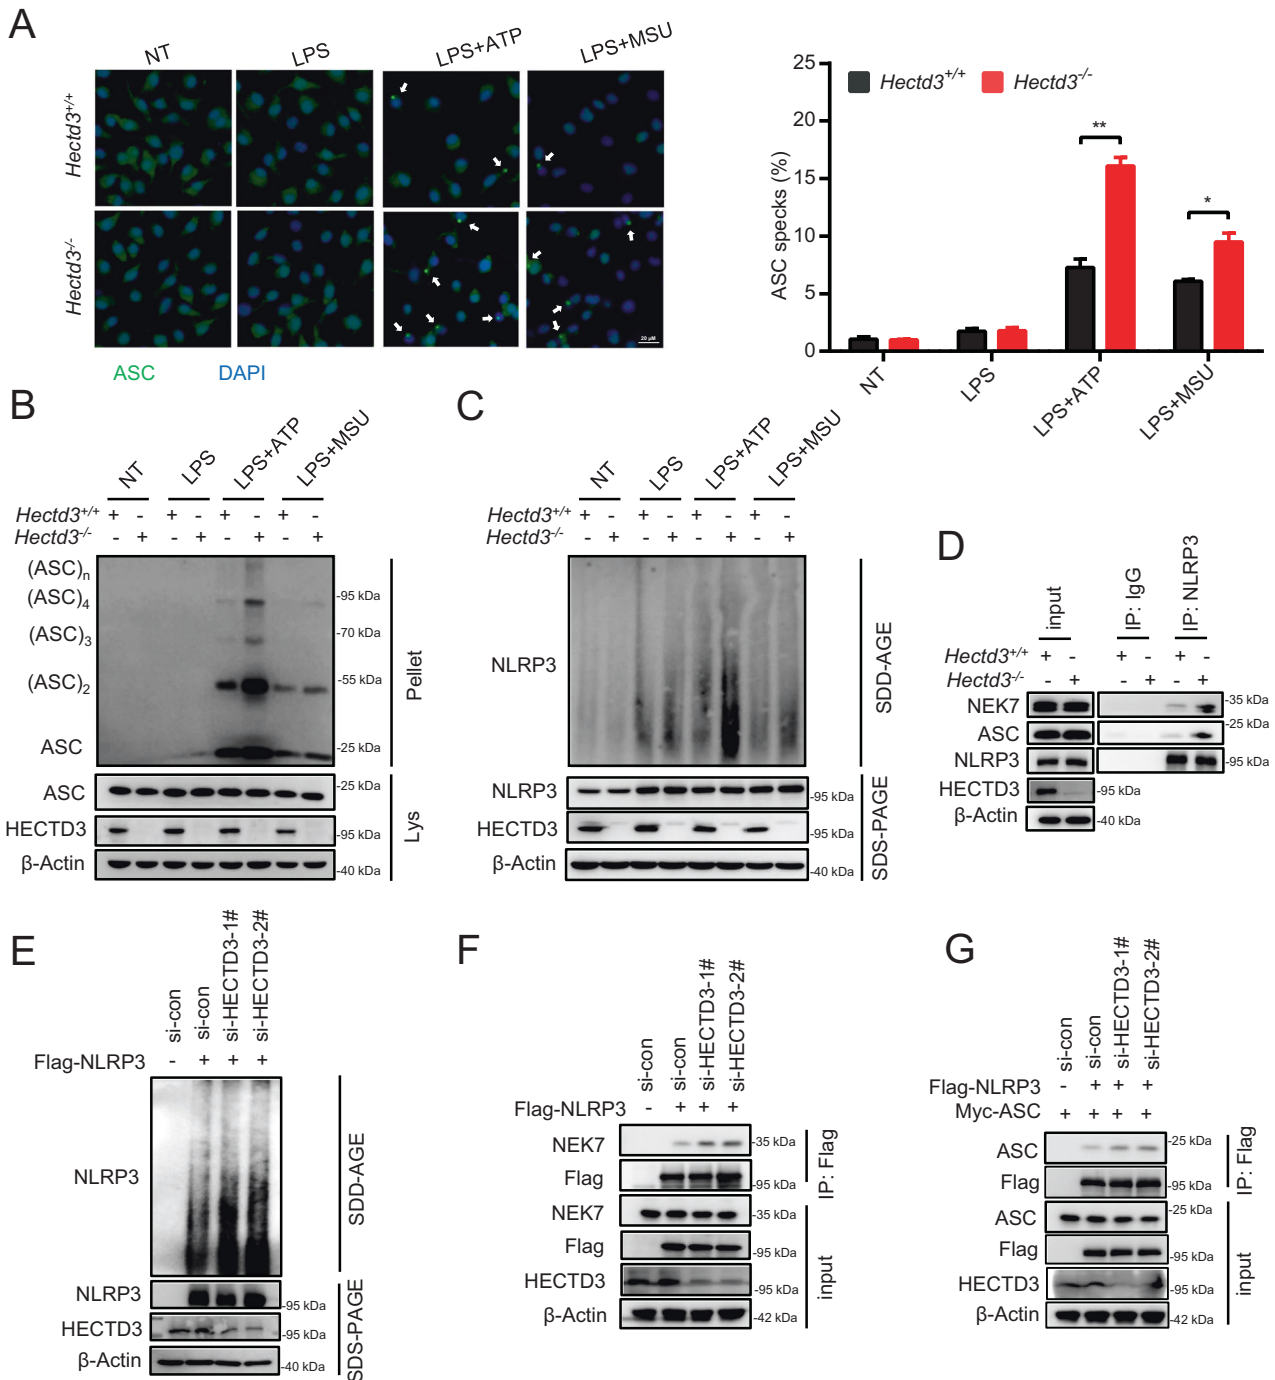 A
NT
LPS
LPS+ATP
LPS+MSU
Hectd3+/+
Hectd3-/-
20 μM
ASC
DAPI
25
20
15
10
5
0
ASC specks (%)
Hectd3+/+
Hectd3-/-
**
*
NT
LPS
LPS+ATP
LPS+MSU
B
NT
LPS
LPS+ATP
LPS+MSU
Hectd3+/+ + - + - + - + -
Hectd3-/- - + - + - + - +
(ASC)n
(ASC)4 -95 kDa
(ASC)3 -70 kDa
(ASC)2 -55 kDa
ASC -25 kDa
Pellet
ASC -25 kDa
HECTD3 -95 kDa
β-Actin -40 kDa
Lys
C
NT
LPS
LPS+ATP
LPS+MSU
Hectd3+/+ + - + - + - + -
Hectd3-/- - + - + - + - +
NLRP3
SDD-AGE
NLRP3 -95 kDa
HECTD3 -95 kDa
β-Actin -40 kDa
SDS-PAGE
D
input
IP: IgG
IP: NLRP3
Hectd3+/+ + - + - + -
Hectd3-/- - + - + - +
NEK7 -35 kDa
ASC -25 kDa
NLRP3 -95 kDa
HECTD3 -95 kDa
β-Actin -40 kDa
E
si-con
si-con
si-HECTD3-1#
si-HECTD3-2#
Flag-NLRP3 - + + +
NLRP3
SDD-AGE
NLRP3 -95 kDa
HECTD3 -95 kDa
β-Actin -40 kDa
SDS-PAGE
F
si-con
si-con
si-HECTD3-1#
si-HECTD3-2#
Flag-NLRP3 - + + +
NEK7 -35 kDa
Flag -95 kDa
IP: Flag
NEK7 -35 kDa
Flag -95 kDa
HECTD3 -95 kDa
β-Actin -42 kDa
input
G
si-con
si-con
si-HECTD3-1#
si-HECTD3-2#
Flag-NLRP3 - + + +
Myc-ASC + + + +
ASC -25 kDa
Flag -95 kDa
IP: Flag
ASC -25 kDa
Flag -95 kDa
HECTD3 -95 kDa
β-Actin -42 kDa
input